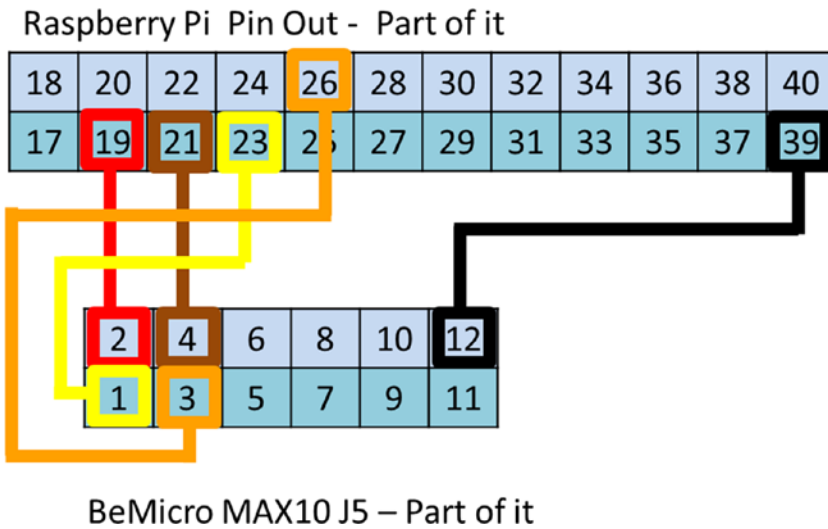 Raspberry Pi Pin Out - Part of it
18 20 22 24 26 28 30 32 34 36 38 40
17 19 21 23 25 27 29 31 33 35 37 39
2 4 6 8 10 12
1 3 5 7 9 11
BeMicro MAX10 J5 – Part of it